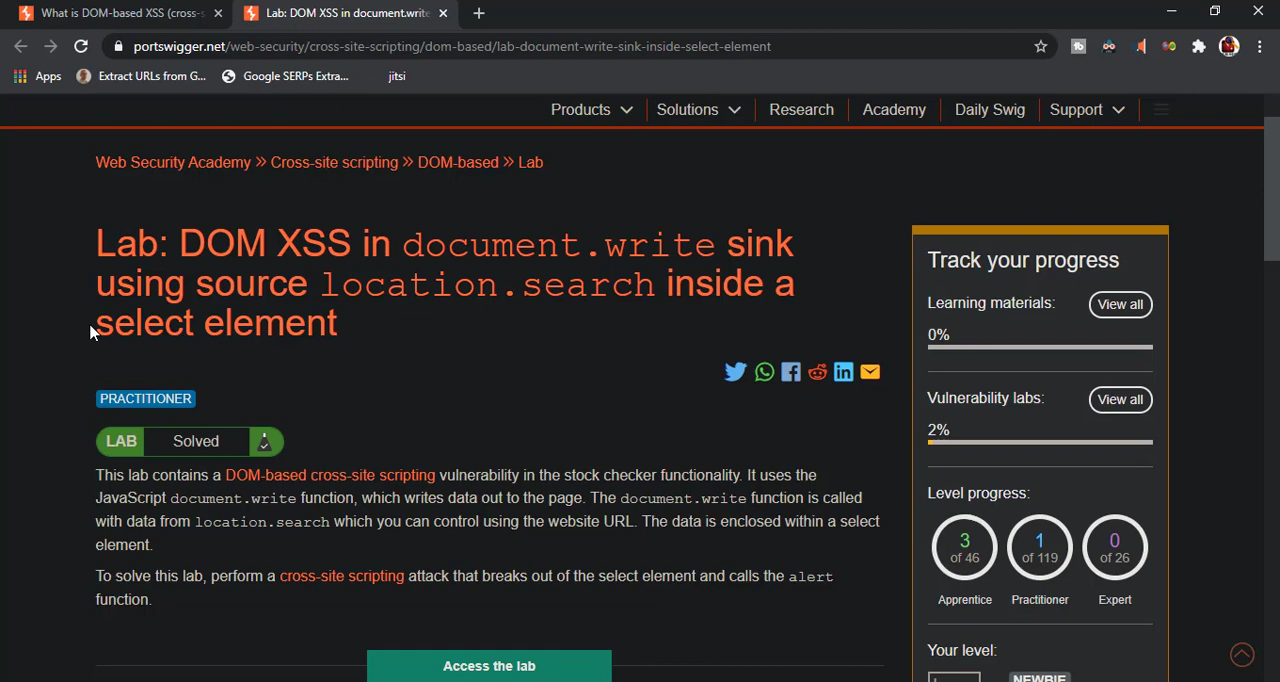 What is DOM-based XSS (cross-s
Lab: DOM XSS in document.write
portswigger.net/web-security/cross-site-scripting/dom-based/lab-document-write-sink-inside-select-element
Apps
Extract URLs from G...
Google SERPs Extra...
jitsi
Products
Solutions
Research
Academy
Daily Swig
Support
Web Security Academy » Cross-site scripting » DOM-based » Lab
Lab: DOM XSS in document.write sink
using source location.search inside a
select element
PRACTITIONER
LAB Solved
This lab contains a DOM-based cross-site scripting vulnerability in the stock checker functionality. It uses the
JavaScript document.write function, which writes data out to the page. The document.write function is called
with data from location.search which you can control using the website URL. The data is enclosed within a select
element.
To solve this lab, perform a cross-site scripting attack that breaks out of the select element and calls the alert
function.
Access the lab
Track your progress
Learning materials:
View all
0%
Vulnerability labs:
View all
2%
Level progress:
3
of 46
1
of 119
0
of 26
Apprentice
Practitioner
Expert
Your level:
NEWBIE